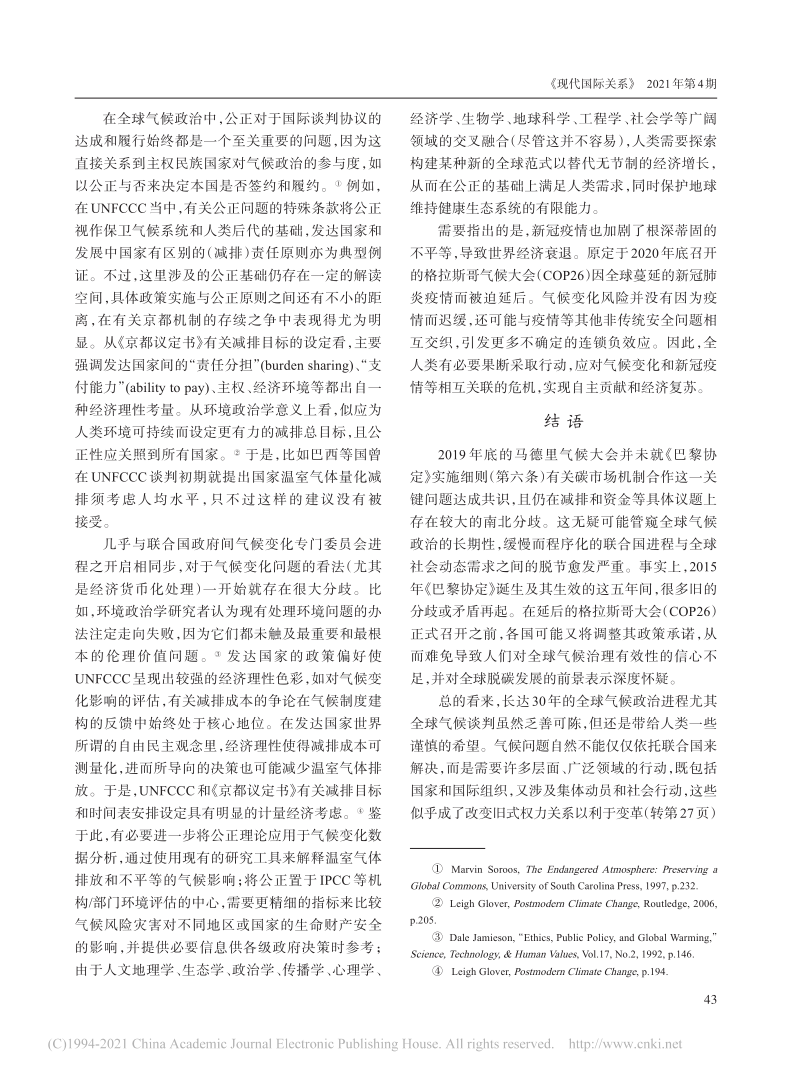 《现代国际关系》 2021年第4期
在全球气候政治中,公正对于国际谈判协议的
达成和履行始终都是一个至关重要的问题,因为这
直接关系到主权民族国家对气候政治的参与度,如
以公正与否来决定本国是否签约和履约。① 例如,
在UNFCCC当中,有关公正问题的特殊条款将公正
视作保卫气候系统和人类后代的基础,发达国家和
发展中国家有区别的(减排)责任原则亦为典型例
证。不过,这里涉及的公正基础仍存在一定的解读
空间,具体政策实施与公正原则之间还有不小的距
离,在有关京都机制的存续之争中表现得尤为明
显。从《京都议定书》有关减排目标的设定看,主要
强调发达国家间的“责任分担”(burden sharing)、“支
付能力”(ability to pay)、主权、经济环境等都出自一
种经济理性考量。从环境政治学意义上看,似应为
人类环境可持续而设定更有力的减排总目标,且公
正性应关照到所有国家。② 于是,比如巴西等国曾
在UNFCCC谈判初期就提出国家温室气体量化减
排须考虑人均水平,只不过这样的建议没有被
接受。
几乎与联合国政府间气候变化专门委员会进
程之开启相同步,对于气候变化问题的看法(尤其
是经济货币化处理)一开始就存在很大分歧。比
如,环境政治学研究者认为现有处理环境问题的办
法注定走向失败,因为它们都未触及最重要和最根
本的伦理价值问题。③ 发达国家的政策偏好使
UNFCCC呈现出较强的经济理性色彩,如对气候变
化影响的评估,有关减排成本的争论在气候制度建
构的反馈中始终处于核心地位。在发达国家世界
所谓的自由民主观念里,经济理性使得减排成本可
测量化,进而所导向的决策也可能减少温室气体排
放。于是,UNFCCC和《京都议定书》有关减排目标
和时间表安排设定具有明显的计量经济考虑。④ 鉴
于此,有必要进一步将公正理论应用于气候变化数
据分析,通过使用现有的研究工具来解释温室气体
排放和不平等的气候影响;将公正置于IPCC等机
构/部门环境评估的中心,需要更精细的指标来比较
气候风险灾害对不同地区或国家的生命财产安全
的影响,并提供必要信息供各级政府决策时参考;
由于人文地理学、生态学、政治学、传播学、心理学、
经济学、生物学、地球科学、工程学、社会学等广阔
领域的交叉融合(尽管这并不容易),人类需要探索
构建某种新的全球范式以替代无节制的经济增长,
从而在公正的基础上满足人类需求,同时保护地球
维持健康生态系统的有限能力。
需要指出的是,新冠疫情也加剧了根深蒂固的
不平等,导致世界经济衰退。原定于2020年底召开
的格拉斯哥气候大会(COP26)因全球蔓延的新冠肺
炎疫情而被迫延后。气候变化风险并没有因为疫
情而迟缓,还可能与疫情等其他非传统安全问题相
互交织,引发更多不确定的连锁负效应。因此,全
人类有必要果断采取行动,应对气候变化和新冠疫
情等相互关联的危机,实现自主贡献和经济复苏。
结 语
2019年底的马德里气候大会并未就《巴黎协
定》实施细则(第六条)有关碳市场机制合作这一关
键问题达成共识,且仍在减排和资金等具体议题上
存在较大的南北分歧。这无疑可能管窥全球气候
政治的长期性,缓慢而程序化的联合国进程与全球
社会动态需求之间的脱节愈发严重。事实上,2015
年《巴黎协定》诞生及其生效的这五年间,很多旧的
分歧或矛盾再起。在延后的格拉斯哥大会(COP26)
正式召开之前,各国可能又将调整其政策承诺,从
而难免导致人们对全球气候治理有效性的信心不
足,并对全球脱碳发展的前景表示深度怀疑。
总的看来,长达30年的全球气候政治进程尤其
全球气候谈判虽然乏善可陈,但还是带给人类一些
谨慎的希望。气候问题自然不能仅仅依托联合国来
解决,而是需要许多层面、广泛领域的行动,既包括
国家和国际组织,又涉及集体动员和社会行动,这些
似乎成了改变旧式权力关系以利于变革(转第27页)
① Marvin Soroos, The Endangered Atmosphere: Preserving a
Global Commons, University of South Carolina Press, 1997, p.232.
② Leigh Glover, Postmodern Climate Change, Routledge, 2006,
p.205.
③ Dale Jamieson, “Ethics, Public Policy, and Global Warming,”
Science, Technology, & Human Values, Vol.17, No.2, 1992, p.146.
④ Leigh Glover, Postmodern Climate Change, p.194.
43
(C)1994-2021 China Academic Journal Electronic Publishing House. All rights reserved. http://www.cnki.net